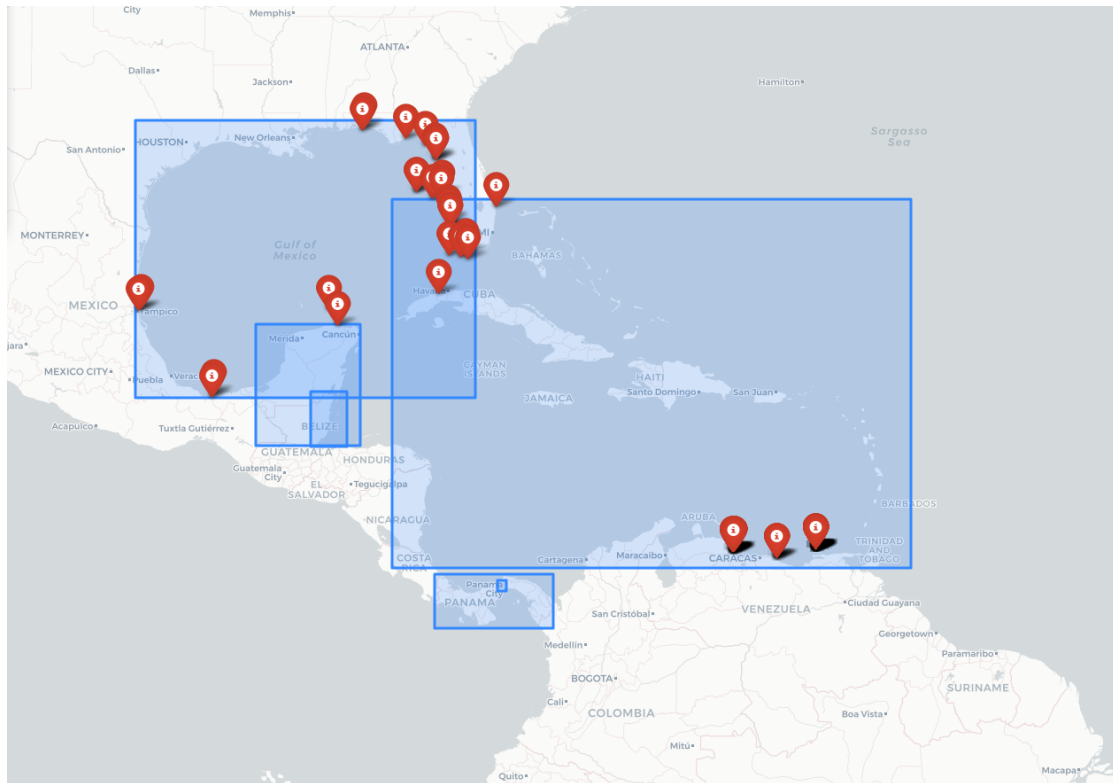 Memphis
ATLANTA
Dallas
Jackson
Hamilton
Sargasso
Sea
New Orleans
HOUSTON
San Antonio
MONTERREY
Gulf of
Mexico
MI
BAHAMAS
Havana
CUBA
MEXICO
Tampico
Merida
Cancún
MEXICO CITY
Puebla
Verac
jara
CAYMAN
ISLANDS
HAITI
Santo Domingo
San Juan
JAMAICA
Acapulco
Tuxtla Gutiérrez
BELIZE
GUATEMALA
HONDURAS
Guatemala
City
Tegucigalpa
EL
SALVADOR
NICARAGUA
BARBADOS
ARUBA
COSTA
RICA
Cartagena
Maracaibo
CARACAS
TRINIDAD
AND
TOBAGO
Panama
City
PANAMA
San Cristóbal
VENEZUELA
Ciudad Guayana
Medellín
Georgetown
Paramaribo
BOGOTA
SURINAME
Cali
COLOMBIA
Boa Vista
Mitú
Quito
Macapa